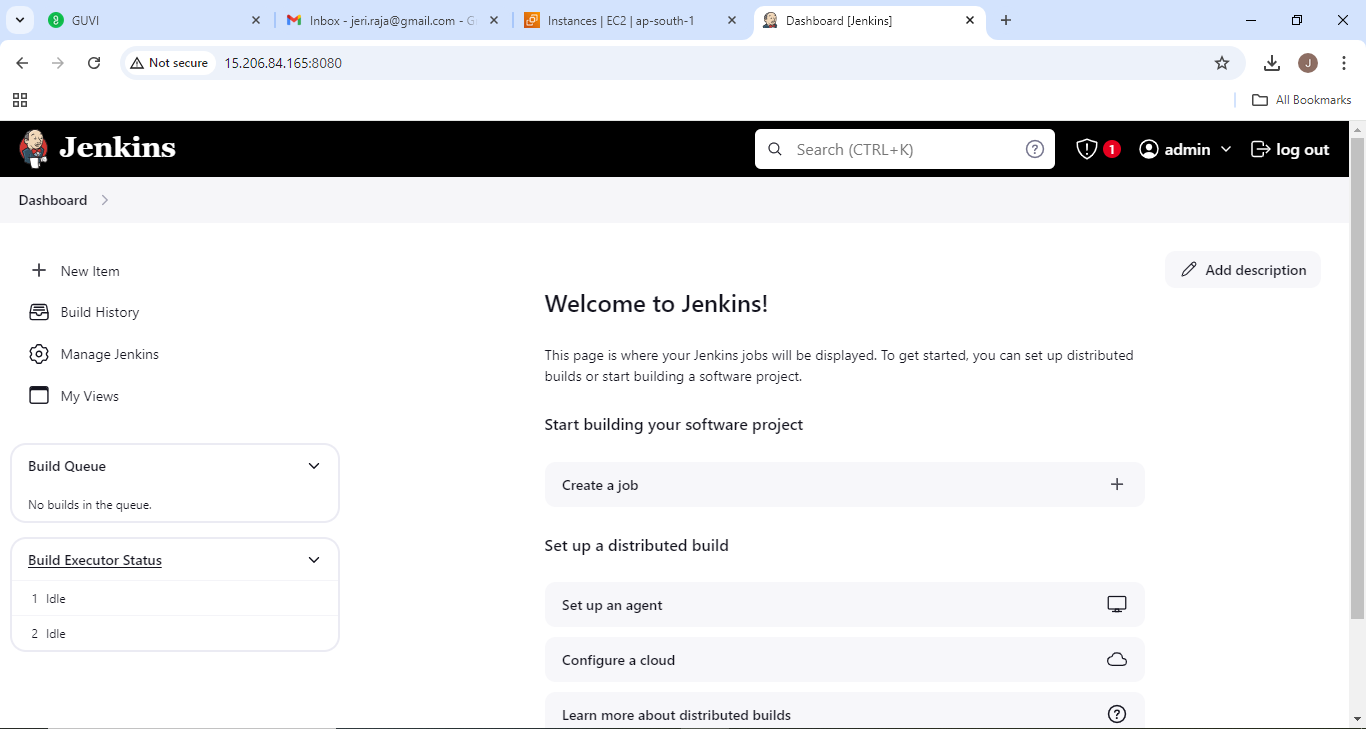 GUVI
Inbox - jeri.raja@gmail.com - G
Instances | EC2 | ap-south-1
Dashboard [Jenkins]
Not secure
15.206.84.165:8080
J
All Bookmarks
Jenkins
Search (CTRL+K)
1
admin
log out
Dashboard
New Item
Build History
Manage Jenkins
My Views
Build Queue
No builds in the queue.
Build Executor Status
1 Idle
2 Idle
Add description
Welcome to Jenkins!
This page is where your Jenkins jobs will be displayed. To get started, you can set up distributed
builds or start building a software project.
Start building your software project
Create a job
Set up a distributed build
Set up an agent
Configure a cloud
Learn more about distributed builds